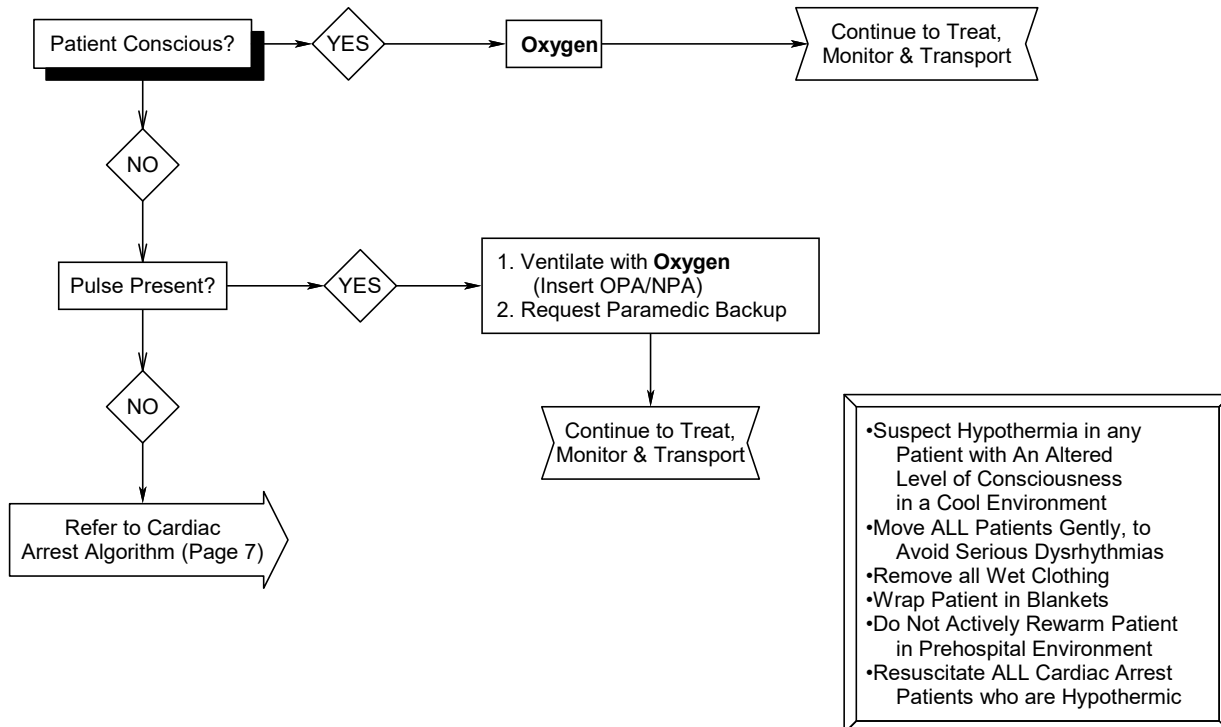 Patient Conscious?
YES
Oxygen
Continue to Treat,
Monitor & Transport
NO
Pulse Present?
YES
1. Ventilate with Oxygen
(Insert OPA/NPA)
2. Request Paramedic Backup
NO
Continue to Treat,
Monitor & Transport
Refer to Cardiac
Arrest Algorithm (Page 7)
•Suspect Hypothermia in any
Patient with An Altered
Level of Consciousness
in a Cool Environment
•Move ALL Patients Gently, to
Avoid Serious Dysrhythmias
•Remove all Wet Clothing
•Wrap Patient in Blankets
•Do Not Actively Rewarm Patient
in Prehospital Environment
•Resuscitate ALL Cardiac Arrest
Patients who are Hypothermic